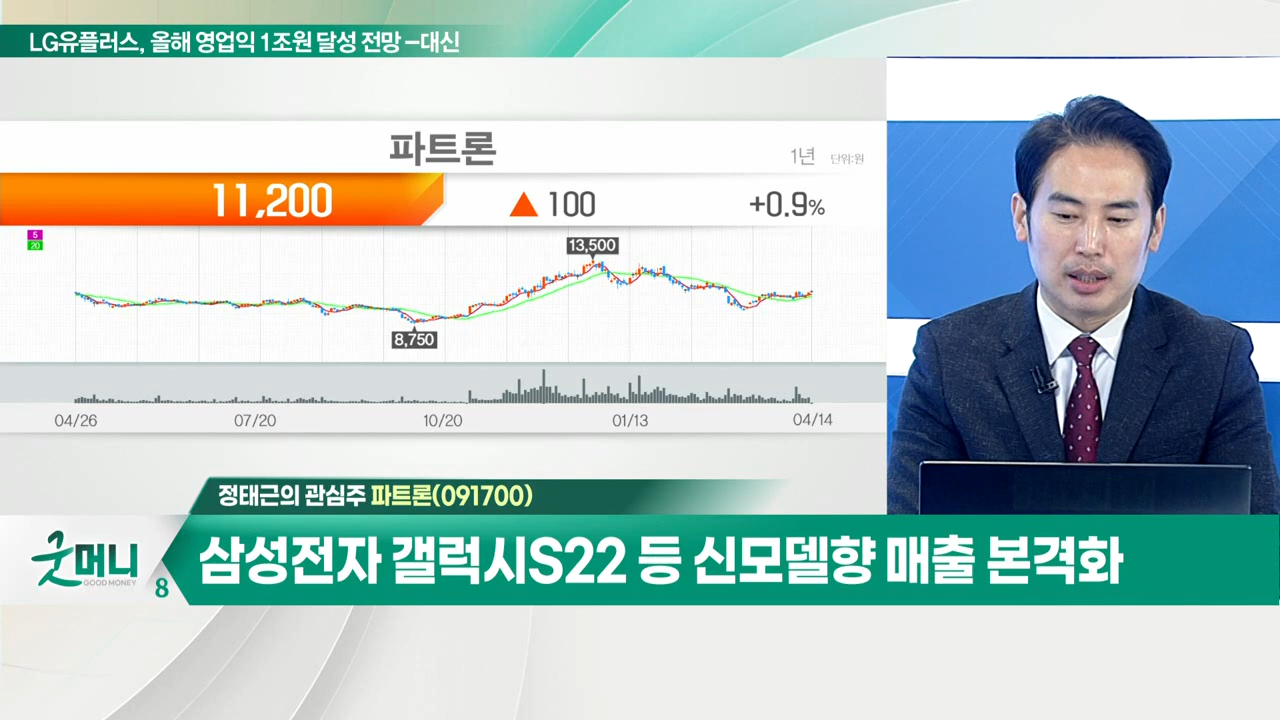 LG유플러스, 올해 영업익 1조원 달성 전망 –대신
파트론
1년 단위:원
11,200 ▲ 100 +0.9%
5
20
13,500
8,750
04/26 07/20 10/20 01/13 04/14
정태근의 관심주 파트론(091700)
굿머니
GOOD MONEY
8
삼성전자 갤럭시S22 등 신모델향 매출 본격화